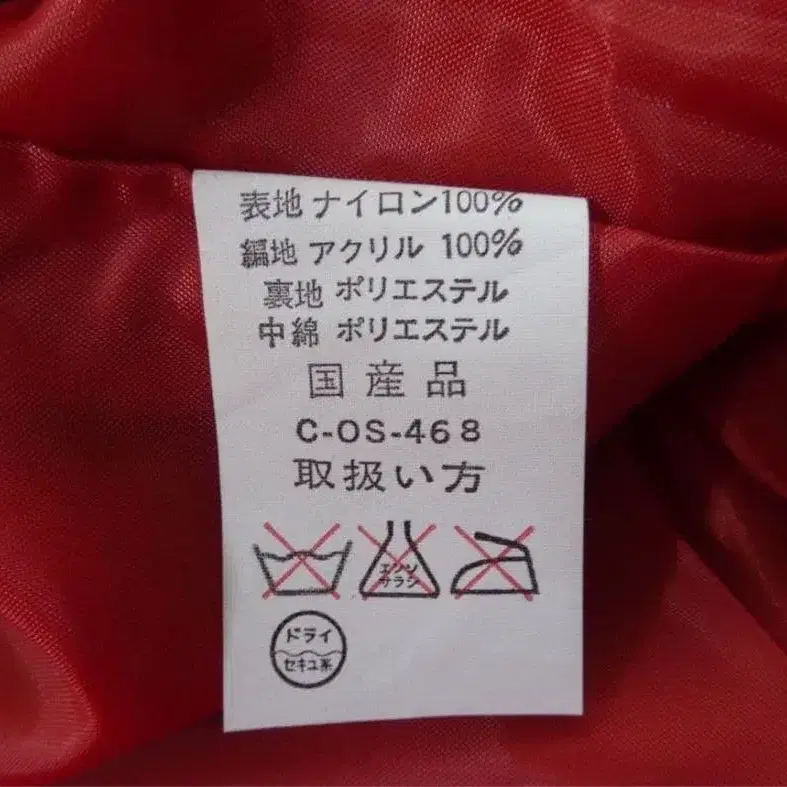 表地 ナイロン100%
編地 アクリル 100%
裏地 ポリエステル
中綿 ポリエステル
国産品
C-OS-468
取扱い方
エンソ
サラシ
ドライ
セキユ系